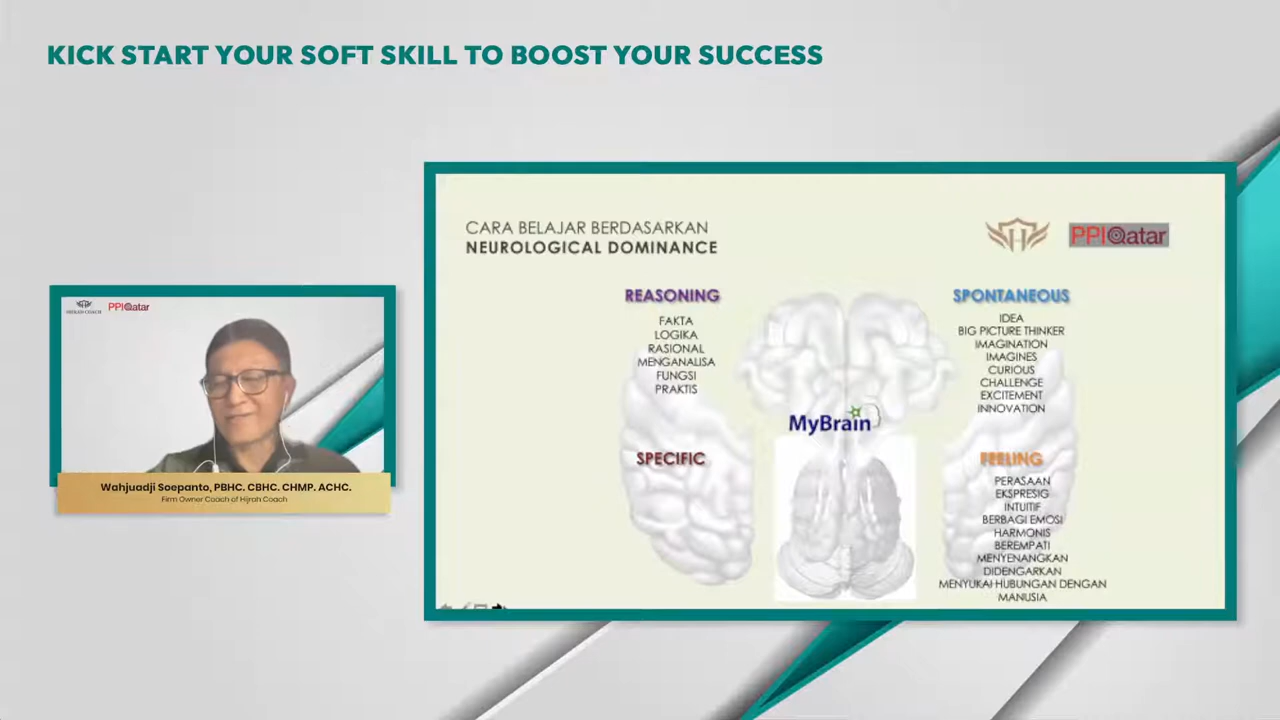 KICK START YOUR SOFT SKILL TO BOOST YOUR SUCCESS
HIJRAH COACH
PPIQatar
Wahjuadji Soepanto, PBHC. CBHC. CHMP. ACHC.
Firm Owner Coach of Hijrah Coach
CARA BELAJAR BERDASARKAN
NEUROLOGICAL DOMINANCE
PPIQatar
REASONING
FAKTA
LOGIKA
RASIONAL
MENGANALISA
FUNGSI
PRAKTIS
SPONTANEOUS
IDEA
BIG PICTURE THINKER
IMAGINATION
IMAGINES
CURIOUS
CHALLENGE
EXCITEMENT
INNOVATION
MyBrain
SPECIFIC
FEELING
PERASAAN
EKSPRESIG
INTUITIF
BERBAGI EMOSI
HARMONIS
BEREMPATI
MENYENANGKAN
DIDENGARKAN
MENYUKAI HUBUNGAN DENGAN
MANUSIA